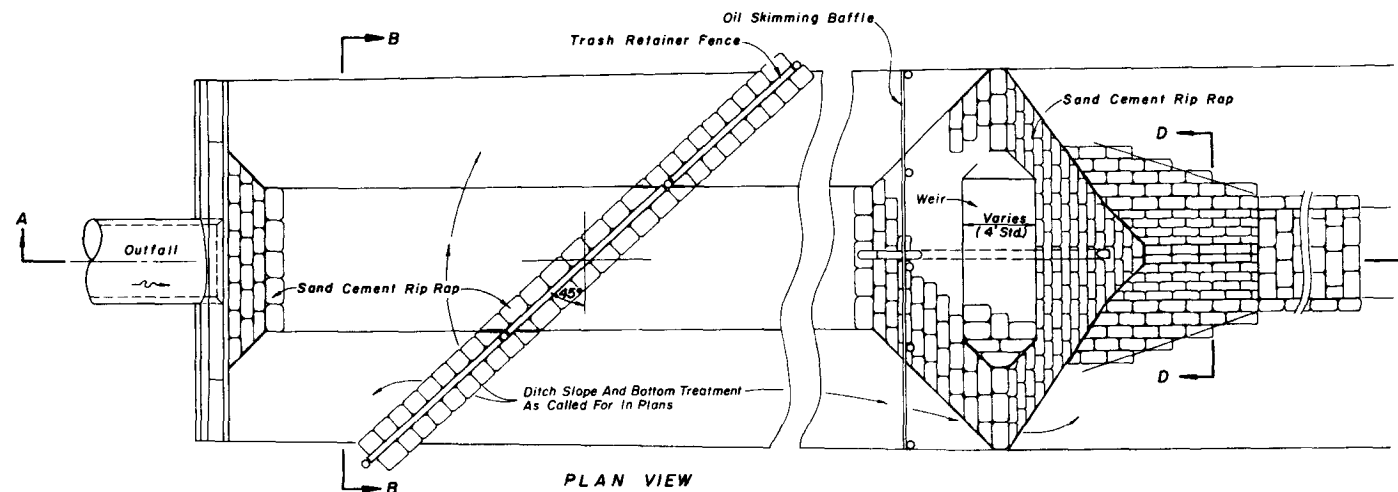 Oil Skimming Baffle
B
Trash Retainer Fence
Sand Cement Rip Rap
D
A
Outfall
Weir
Varies
(4' Std.)
Sand Cement Rip Rap
45°
Ditch Slope And Bottom Treatment
As Called For In Plans
D
B
PLAN VIEW